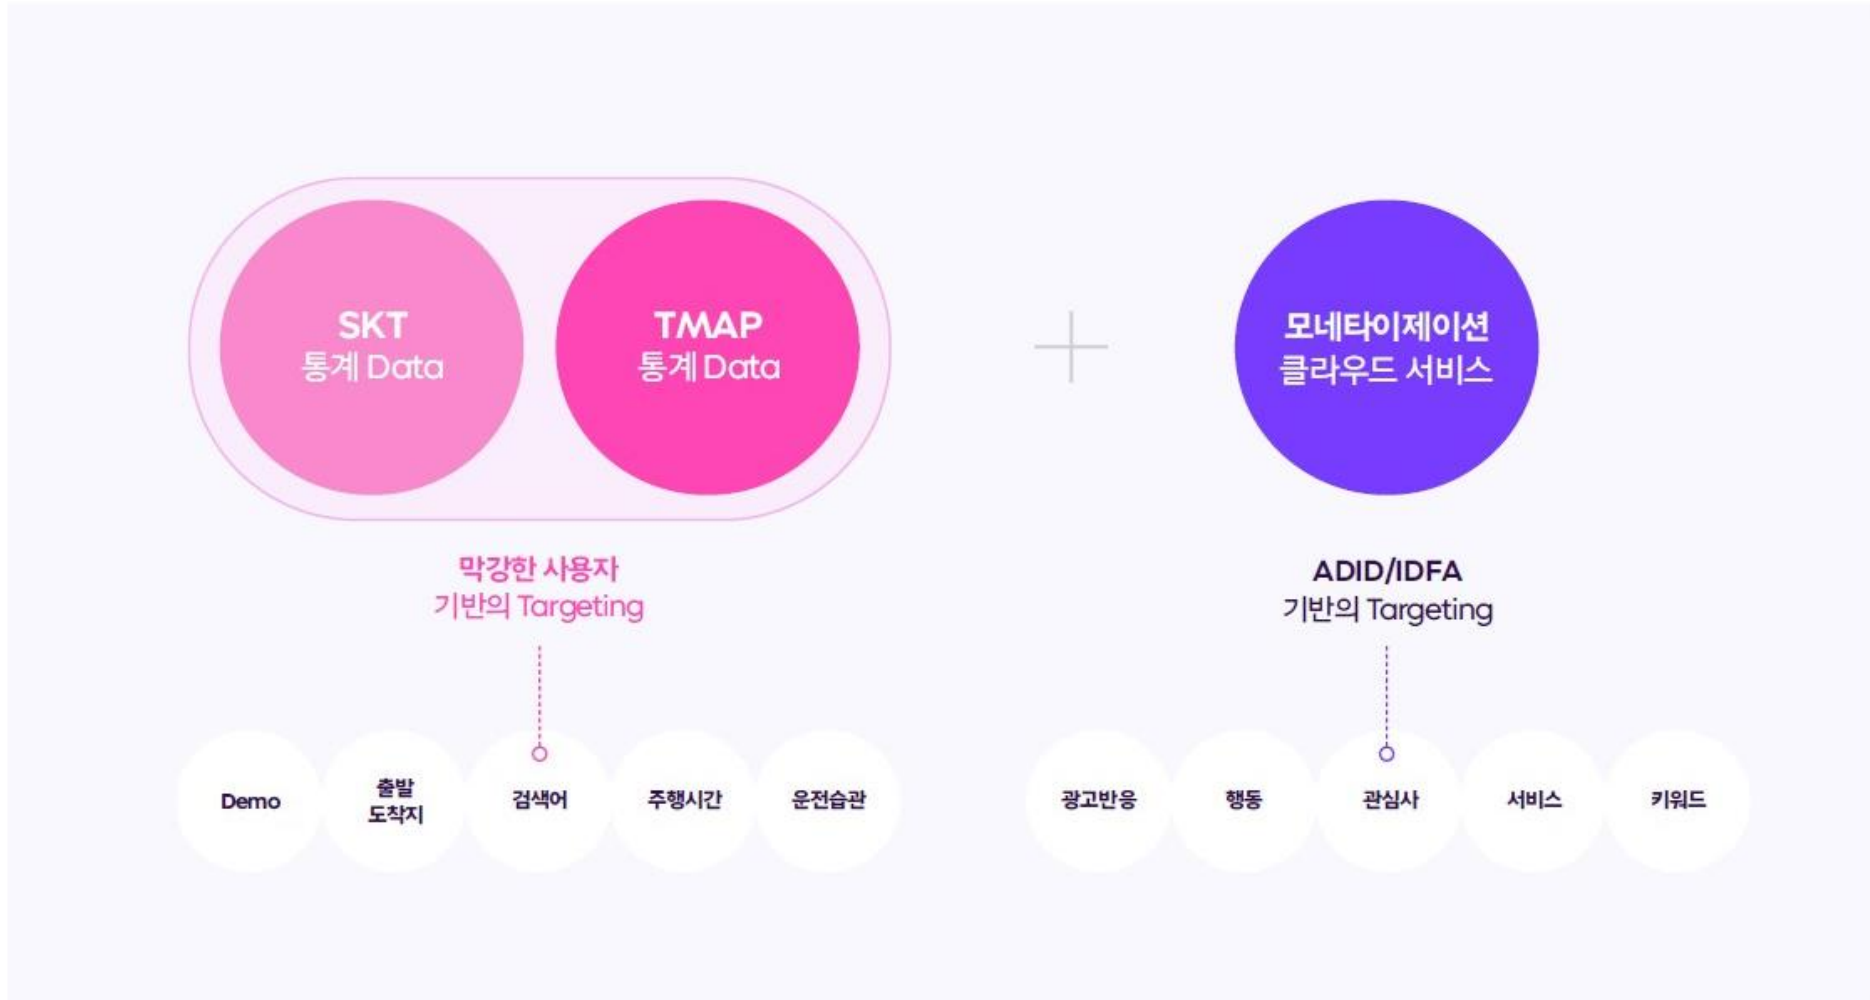 SKT
통계 Data
TMAP
통계 Data
모네타이제이션
클라우드 서비스
막강한 사용자
기반의 Targeting
ADID/IDFA
기반의 Targeting
Demo
출발
도착지
검색어
주행시간
운전습관
광고반응
행동
관심사
서비스
키워드